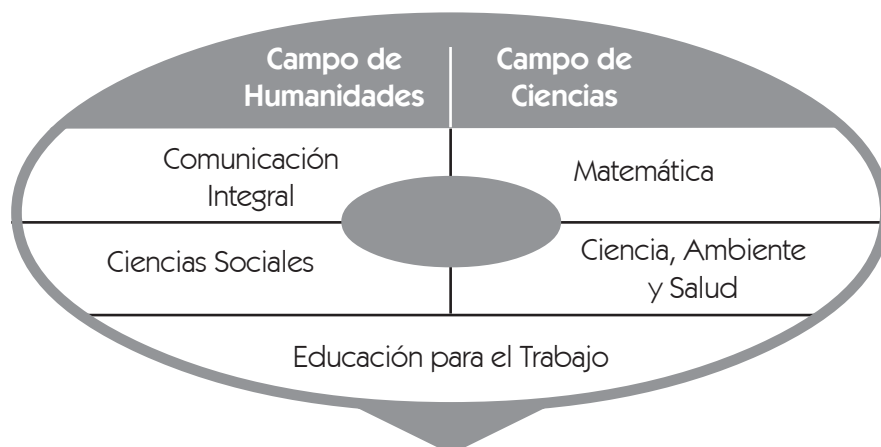 Campo de
Humanidades
Campo de
Ciencias
Comunicación
Integral
Matemática
Ciencias Sociales
Ciencia, Ambiente
y Salud
Educación para el Trabajo